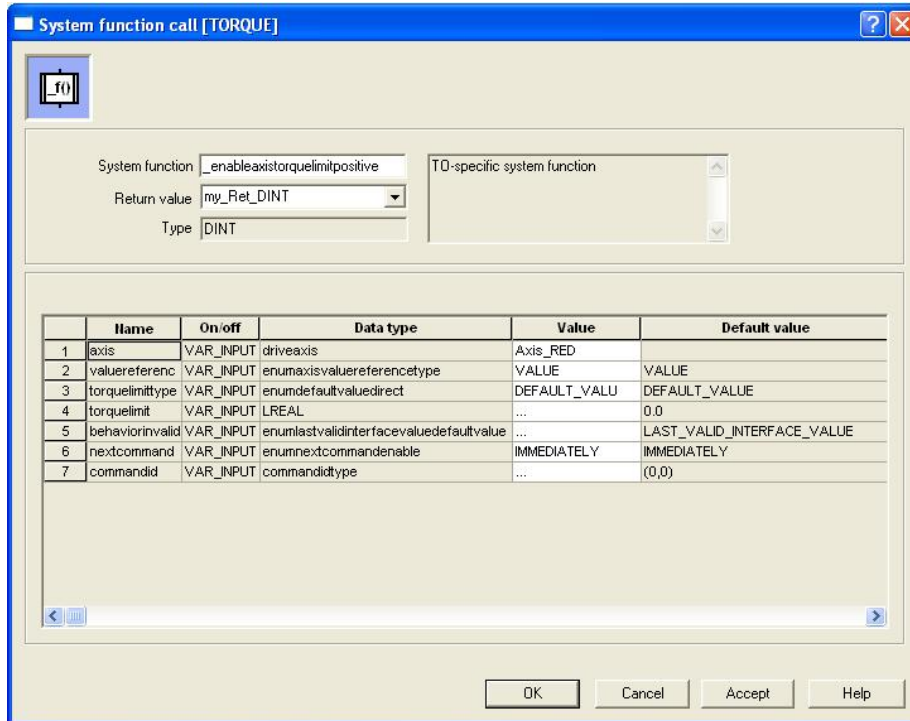 System function call [TORQUE]
_f()
System function _enableaxistorquelimitpositive TO-specific system function
Return value my_Ret_DINT
Type DINT
Name On/off Data type Value Default value
1 axis VAR_INPUT driveaxis Axis_RED
2 valuereferenc VAR_INPUT enumaxisvaluereferencetype VALUE VALUE
3 torquelimittype VAR_INPUT enumdefaultvaluedirect DEFAULT_VALU DEFAULT_VALUE
4 torquelimit VAR_INPUT LREAL ... 0.0
5 behaviorinvalid VAR_INPUT enumlastvalidinterfacevaluedefaultvalue ... LAST_VALID_INTERFACE_VALUE
6 nextcommand VAR_INPUT enumnextcommandenable IMMEDIATELY IMMEDIATELY
7 commandid VAR_INPUT commandidtype ... (0,0)
OK Cancel Accept Help